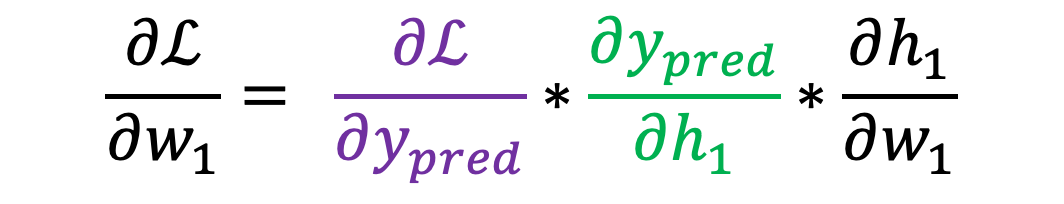 ∂ℒ/∂w₁ = ∂ℒ/∂y_pred * ∂y_pred/∂h₁ * ∂h₁/∂w₁